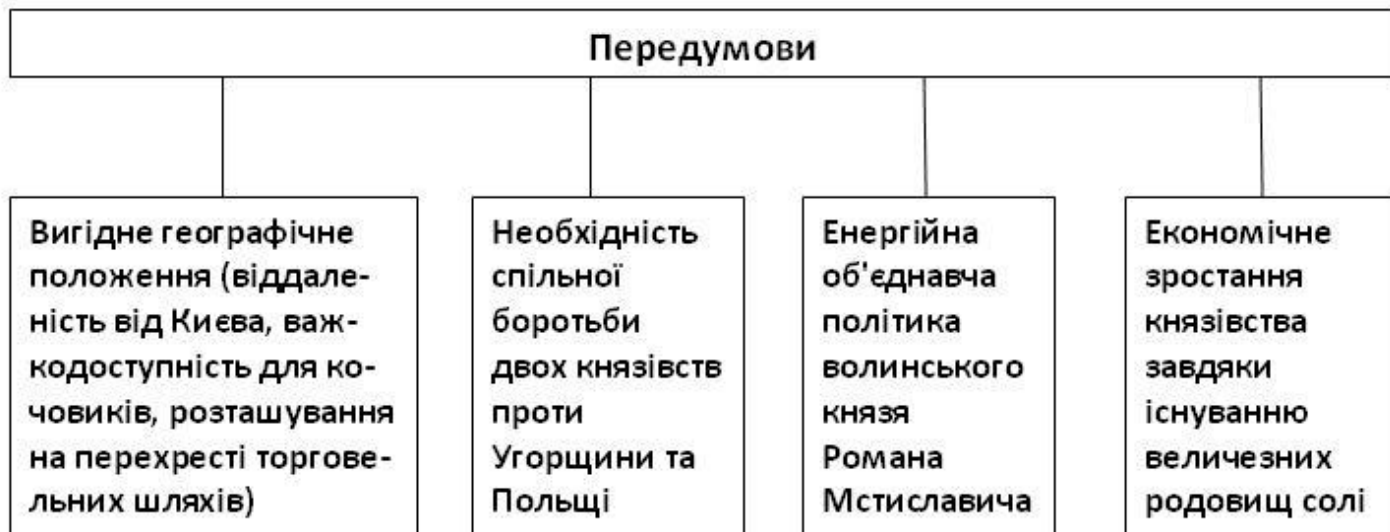 Передумови
Вигідне географічне
положення (віддале-
ність від Києва, важ-
кодоступність для ко-
човиків, розташування
на перехресті торгове-
льних шляхів)
Необхідність
спільної
боротьби
двох князівств
проти
Угорщини та
Польщі
Енергійна
об'єднавча
політика
волинського
князя
Романа
Мстиславича
Економічне
зростання
князівства
завдяки
існуванню
величезних
родовищ солі